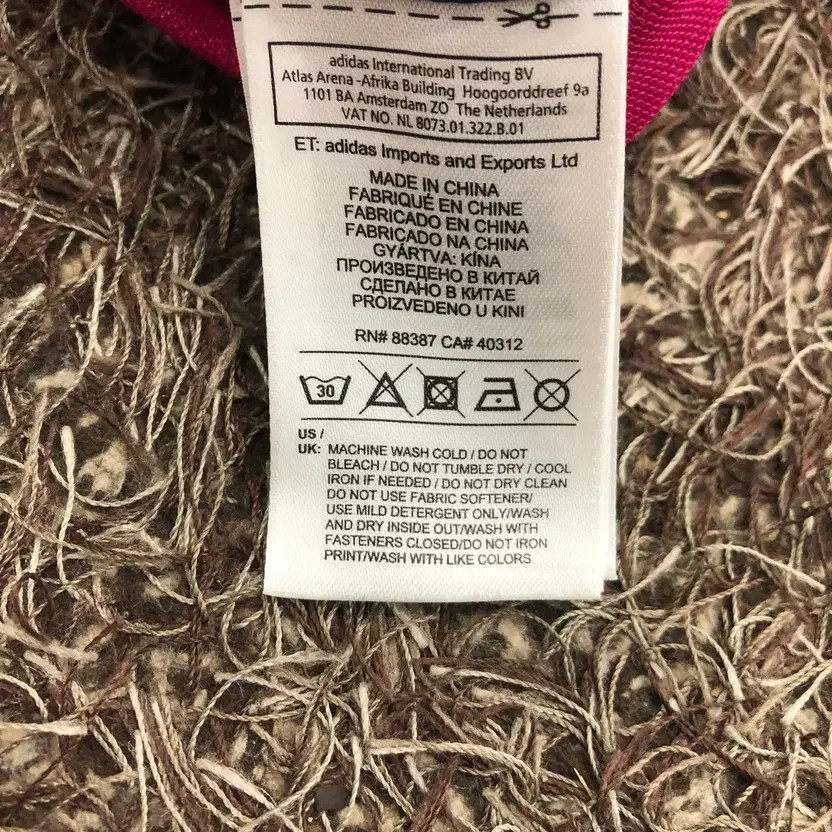 adidas International Trading BV
Atlas Arena -Afrika Building Hoogoorddreef 9a
1101 BA Amsterdam ZO The Netherlands
VAT NO. NL 8073.01.322.B.01
ET: adidas Imports and Exports Ltd
MADE IN CHINA
FABRIQUÉ EN CHINE
FABRICADO EN CHINA
FABRICADO NA CHINA
GYÁRTVA: KÍNA
ПРОИЗВЕДЕНО В КИТАЙ
СДЕЛАНО В КИТАЕ
PROIZVEDENO U KINI
RN# 88387 CA# 40312
30
US /
UK: MACHINE WASH COLD / DO NOT
BLEACH / DO NOT TUMBLE DRY / COOL
IRON IF NEEDED / DO NOT DRY CLEAN
DO NOT USE FABRIC SOFTENER/
USE MILD DETERGENT ONLY/WASH
AND DRY INSIDE OUT/WASH WITH
FASTENERS CLOSED/DO NOT IRON
PRINT/WASH WITH LIKE COLORS